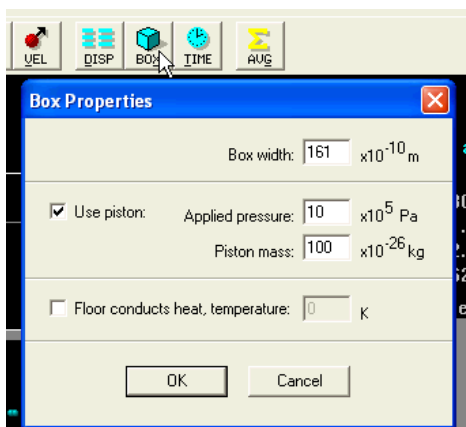 VEL DISP BOX TIME AVG
Box Properties
Box width: 161 x10⁻¹⁰ m
Use piston: Applied pressure: 10 x10⁵ Pa
Piston mass: 100 x10⁻²⁶ kg
Floor conducts heat, temperature: 0 K
OK Cancel